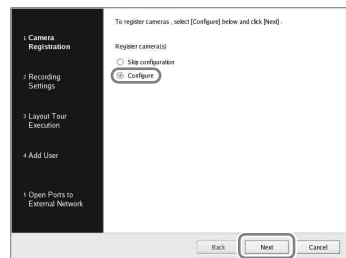 To register cameras , select [Configure] below and click [Next] .
1 Camera
Registration
Register camera(s)
Skip configuration
Configure
2 Recording
Settings
3 Layout Tour
Execution
4 Add User
5 Open Ports to
External Network
Back
Next
Cancel